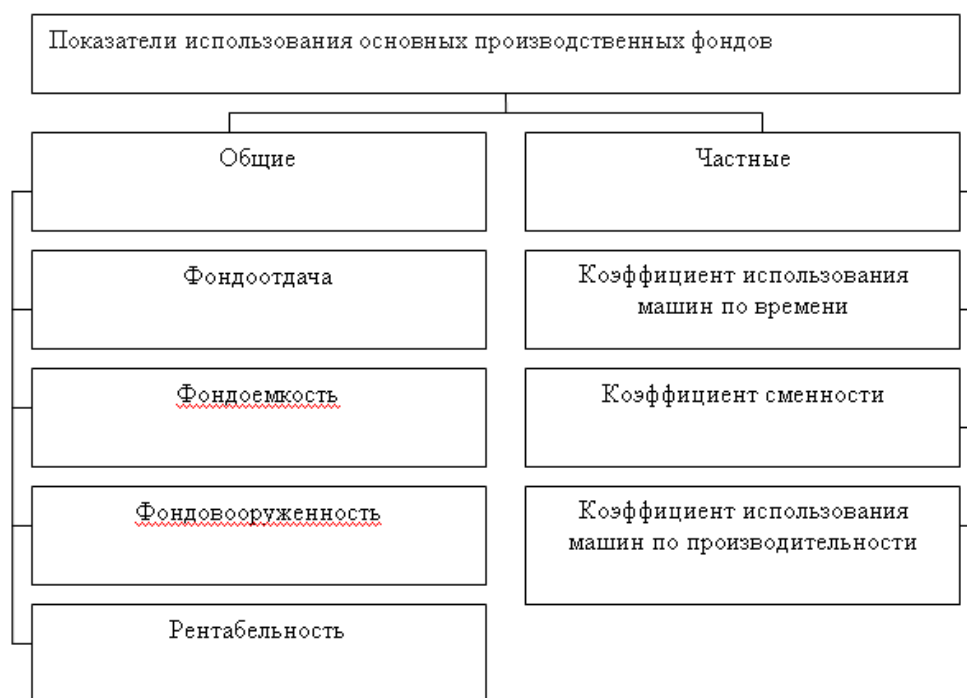 Показатели использования основных производственных фондов
Общие
Частные
Фондоотдача
Коэффициент использования
машин по времени
Фондоемкость
Коэффициент сменности
Фондовооруженность
Коэффициент использования
машин по производительности
Рентабельность